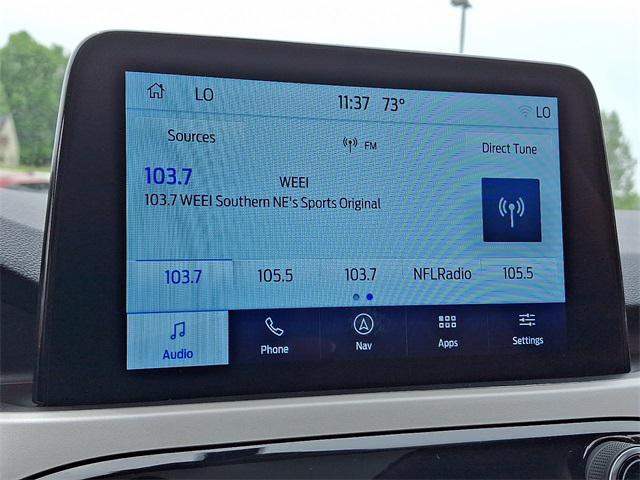 LO 11:37 73° LO
Sources FM Direct Tune
103.7 WEEI
103.7 WEEI Southern NE's Sports Original
103.7 105.5 103.7 NFLRadio 105.5
Audio Phone Nav Apps Settings